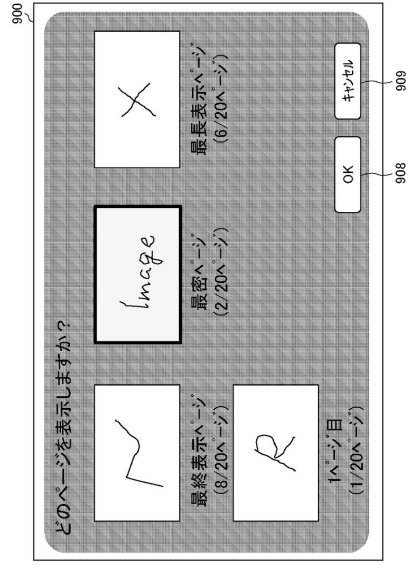 900
どのページを表示しますか？
Image
最終表示ページ
(8/20ページ)
最密ページ
(2/20ページ)
最長表示ページ
(6/20ページ)
R
1ページ目
(1/20ページ)
OK
キャンセル
908
909